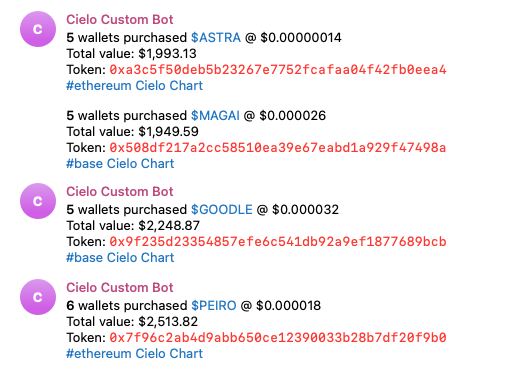 C
Cielo Custom Bot
5 wallets purchased $ASTRA @ $0.00000014
Total value: $1,993.13
Token: 0xa3c5f50deb5b23267e7752fcafaa04f42fb0eea4
#ethereum Cielo Chart
5 wallets purchased $MAGAI @ $0.000026
Total value: $1,949.59
Token: 0x508df217a2cc58510ea39e67eabd1a929f47498a
#base Cielo Chart
C
Cielo Custom Bot
5 wallets purchased $GOODLE @ $0.000032
Total value: $2,248.87
Token: 0x9f235d23354857efe6c541db92a9ef1877689bcb
#base Cielo Chart
C
Cielo Custom Bot
6 wallets purchased $PEIRO @ $0.000018
Total value: $2,513.82
Token: 0x7f96c2ab4d9abb650ce12390033b28b7df20f9b0
#ethereum Cielo Chart